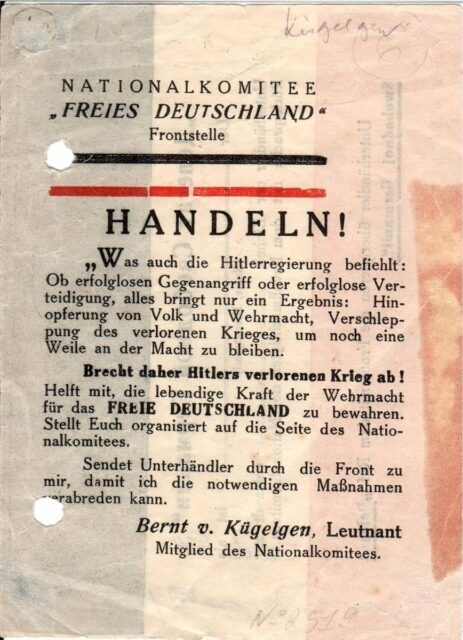 Kügelgen
NATIONALKOMITEE
„FREIES DEUTSCHLAND“
Frontstelle
HANDELN!
„Was auch die Hitlerregierung befiehlt:
Ob erfolglosen Gegenangriff oder erfolglose Ver-
teidigung, alles bringt nur ein Ergebnis: Hin-
opferung von Volk und Wehrmacht, Verschlep-
pung des verlorenen Krieges, um noch eine
Weile an der Macht zu bleiben.
Brecht daher Hitlers verlorenen Krieg ab!
Helft mit, die lebendige Kraft der Wehrmacht
für das FREIE DEUTSCHLAND zu bewahren.
Stellt Euch organisiert auf die Seite des Natio-
nalkomitees.
Sendet Unterhändler durch die Front zu
mir, damit ich die notwendigen Maßnahmen
verabreden kann.
Bernt v. Kügelgen, Leutnant
Mitglied des Nationalkomitees.